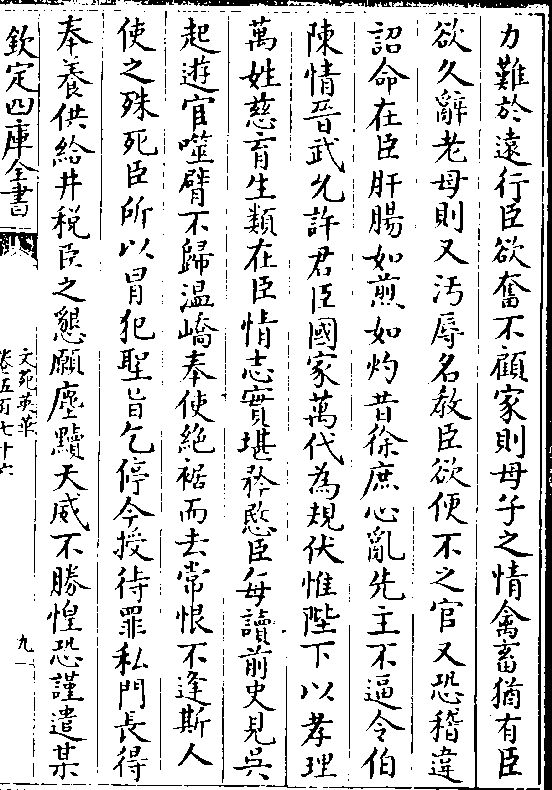 力難於遠行臣欲奮不顧家則母子之情禽畜猶有臣
欲久辭老母則又汚辱名教臣欲便不之官又恐稽違
詔命在臣肝腸如煎如灼昔徐庶心亂先主不逼令伯
陳情晉武允許君臣國家萬代為規伏惟陛下以孝理
萬姓慈育生類在臣情志實堪矜愍臣每讀前史見吳
起遊官噬臂不歸温嶠奉使絶裾而去常恨不逢斯人
使之殊死臣所以冐犯聖旨乞停今授待罪私門長得
奉養供給井税臣之懇願塵黷天威不勝惶恐謹遣某
欽定四庫全書
文苑英華
卷五百七十六
九